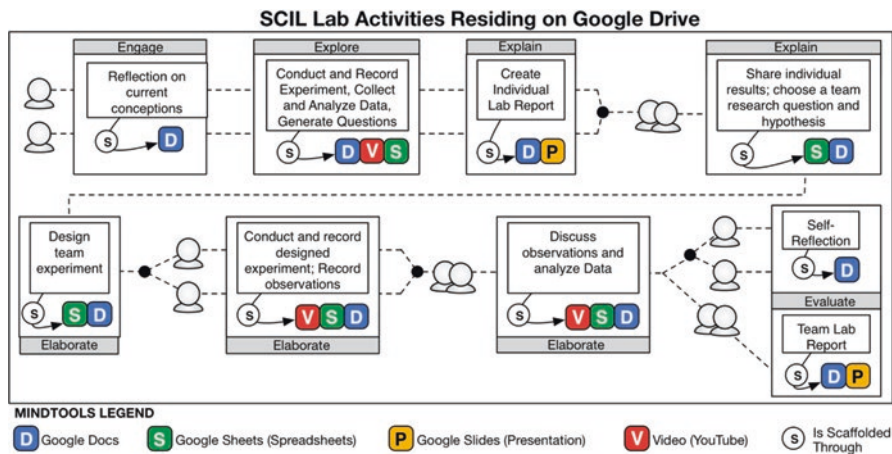 SCIL Lab Activities Residing on Google Drive
Engage
Reflection on
current
conceptions
S
D
Explore
Conduct and Record
Experiment, Collect
and Analyze Data,
Generate Questions
S
D V S
Explain
Create
Individual
Lab Report
S
D P
Explain
Share individual
results; choose a team
research question and
hypothesis
S
S D
Design
team
experiment
S
S D
Elaborate
Conduct and record
designed experiment; Record
observations
S
V S D
Elaborate
Discuss
observations and
analyze Data
S
V S D
Elaborate
Self-
Reflection
S
D
Evaluate
Team Lab
Report
S
D P
MINDTOOLS LEGEND
D Google Docs
S Google Sheets (Spreadsheets)
P Google Slides (Presentation)
V Video (YouTube)
S Is Scaffolded
Through